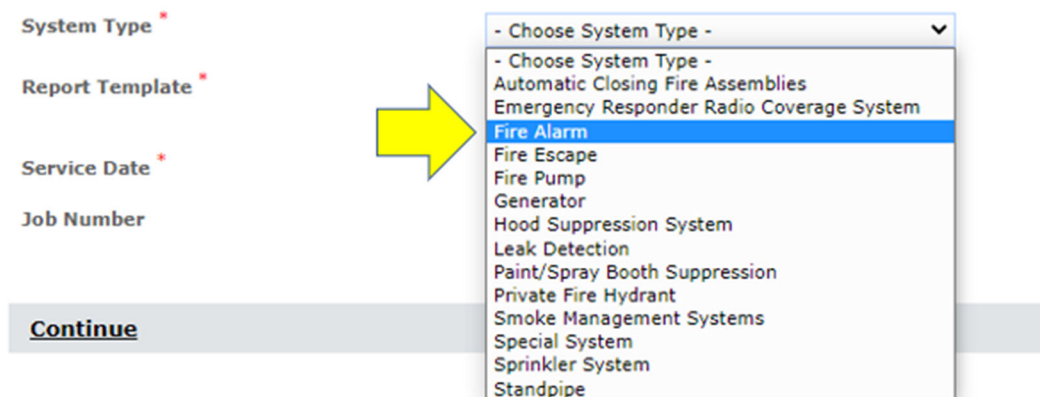 System Type *
- Choose System Type -
- Choose System Type -
Automatic Closing Fire Assemblies
Report Template *
Emergency Responder Radio Coverage System
Fire Alarm
Fire Escape
Service Date *
Fire Pump
Generator
Job Number
Hood Suppression System
Leak Detection
Paint/Spray Booth Suppression
Private Fire Hydrant
Smoke Management Systems
Continue
Special System
Sprinkler System
Standpipe